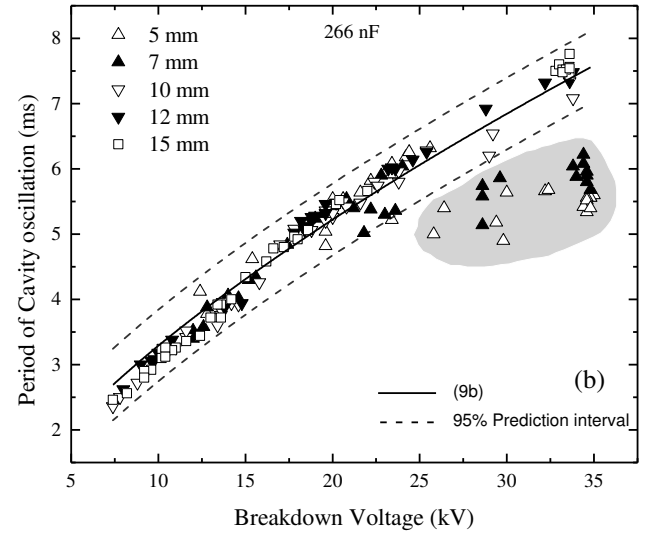 266 nF
5 mm
7 mm
10 mm
12 mm
15 mm
8
7
6
5
4
3
2
Period of Cavity oscillation (ms)
(b)
(9b)
95% Prediction interval
5 10 15 20 25 30 35
Breakdown Voltage (kV)